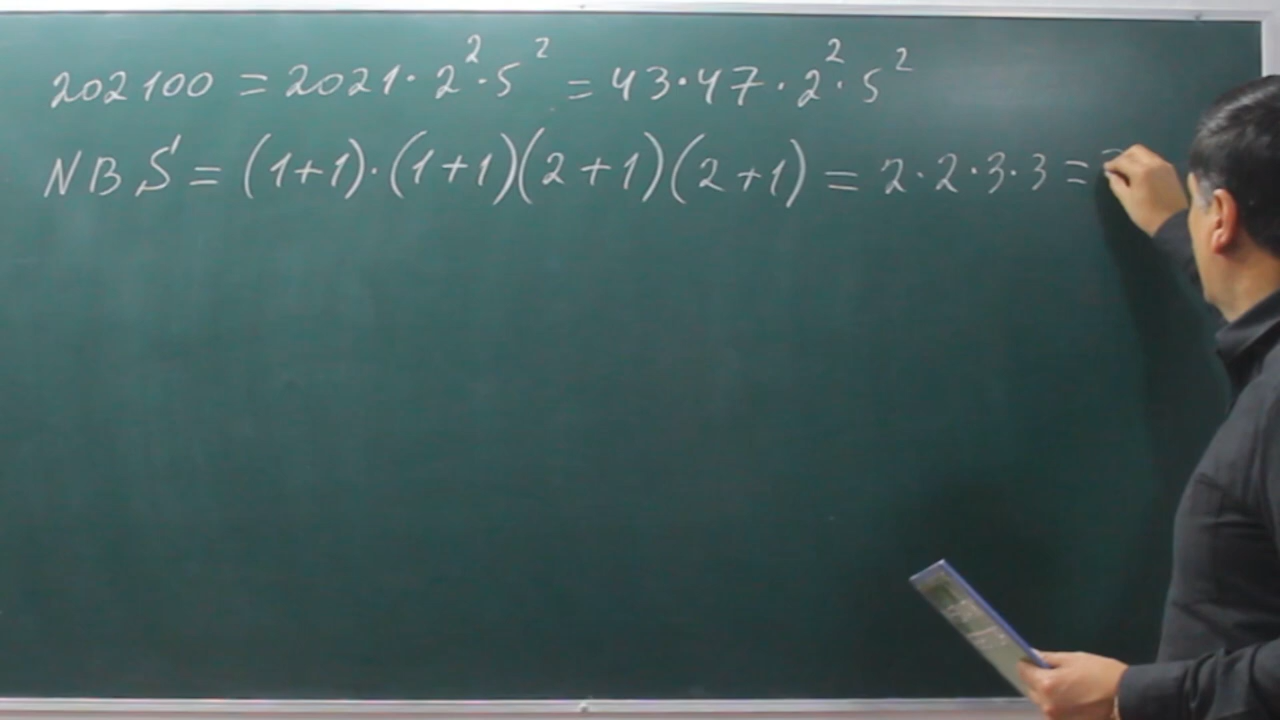 202100 = 2021 · 2² · 5² = 43 · 47 · 2² · 5²
NBS = (1+1) · (1+1)(2+1)(2+1) = 2 · 2 · 3 · 3 =